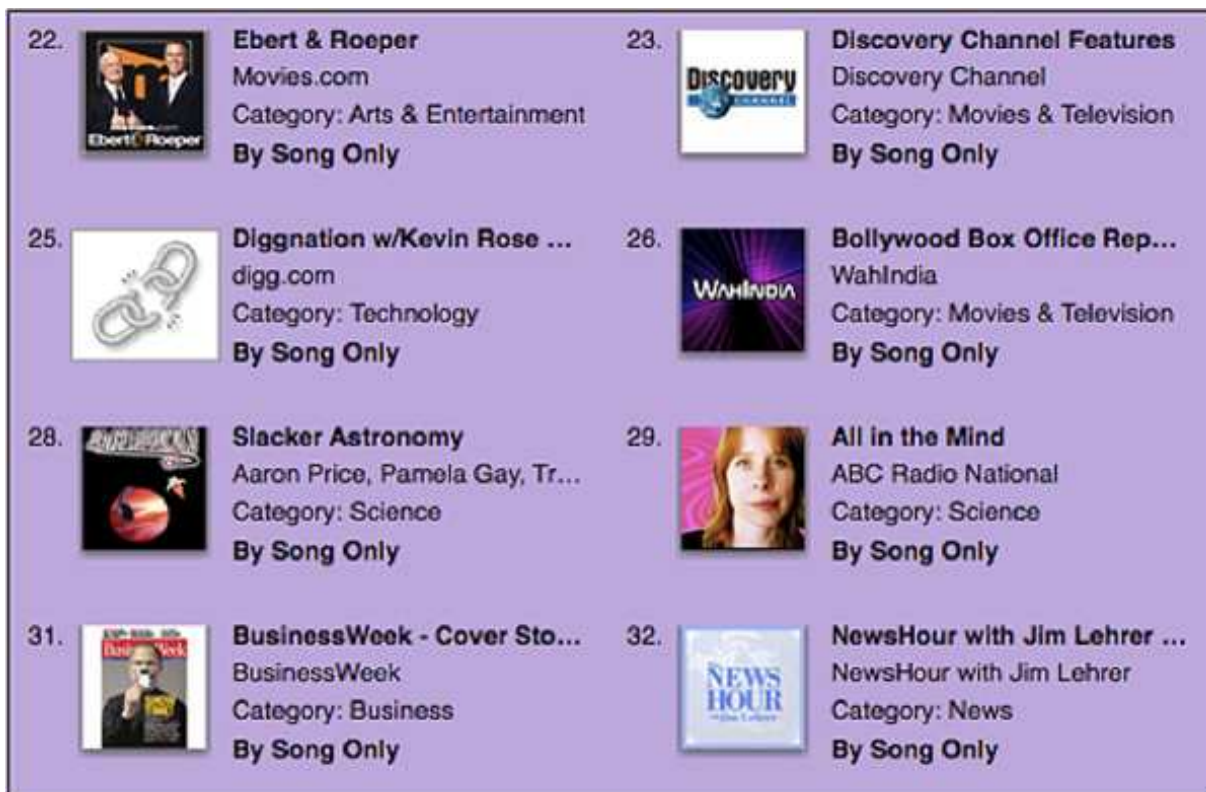 22.
Ebert & Roeper
Movies.com
Category: Arts & Entertainment
By Song Only
Ebert & Roeper
23.
Discovery Channel Features
Discovery Channel
Category: Movies & Television
By Song Only
Discovery
CHANNEL
25.
Diggnation w/Kevin Rose ...
digg.com
Category: Technology
By Song Only
26.
Bollywood Box Office Rep...
WahIndia
Category: Movies & Television
By Song Only
WAHINDIA
28.
Slacker Astronomy
Aaron Price, Pamela Gay, Tr...
Category: Science
By Song Only
29.
All in the Mind
ABC Radio National
Category: Science
By Song Only
31.
BusinessWeek - Cover Sto...
BusinessWeek
Category: Business
By Song Only
BusinessWeek
32.
NewsHour with Jim Lehrer ...
NewsHour with Jim Lehrer
Category: News
By Song Only
NEWS
HOUR
with Jim Lehrer